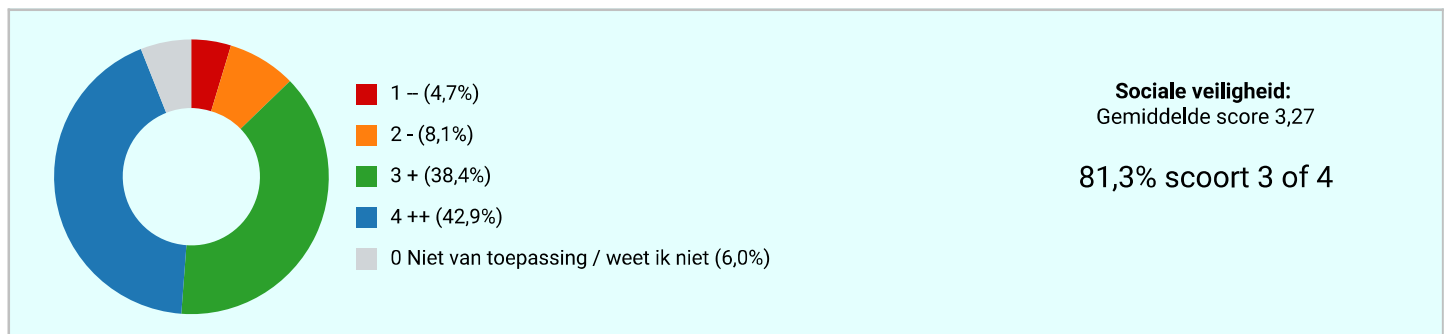 1 -- (4,7%)
2 - (8,1%)
3 + (38,4%)
4 ++ (42,9%)
0 Niet van toepassing / weet ik niet (6,0%)
Sociale veiligheid:
Gemiddelde score 3,27
81,3% scoort 3 of 4